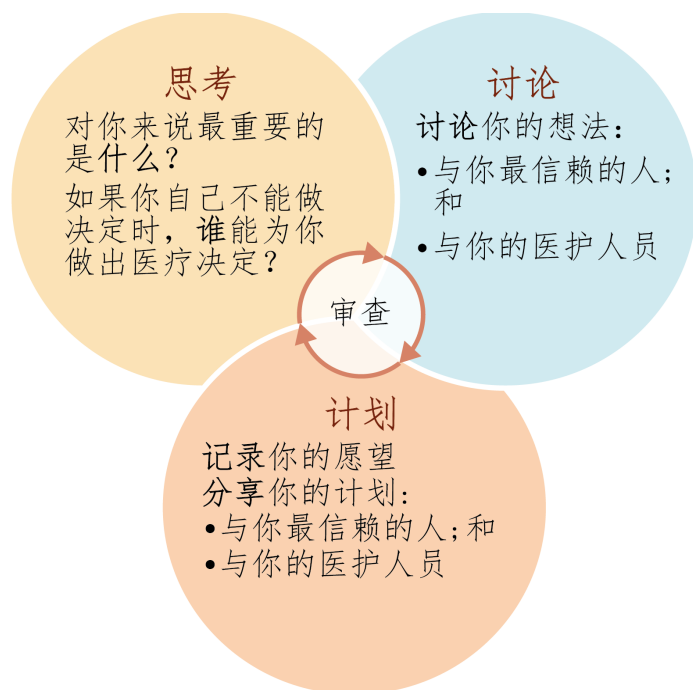 思考
对你来说最重要的
是什么？
如果你自己不能做
决定时，谁能为你
做出医疗决定？
讨论
讨论你的想法：
•与你最信赖的人；
和
•与你的医护人员
审查
计划
记录你的愿望
分享你的计划：
•与你最信赖的人；和
•与你的医护人员